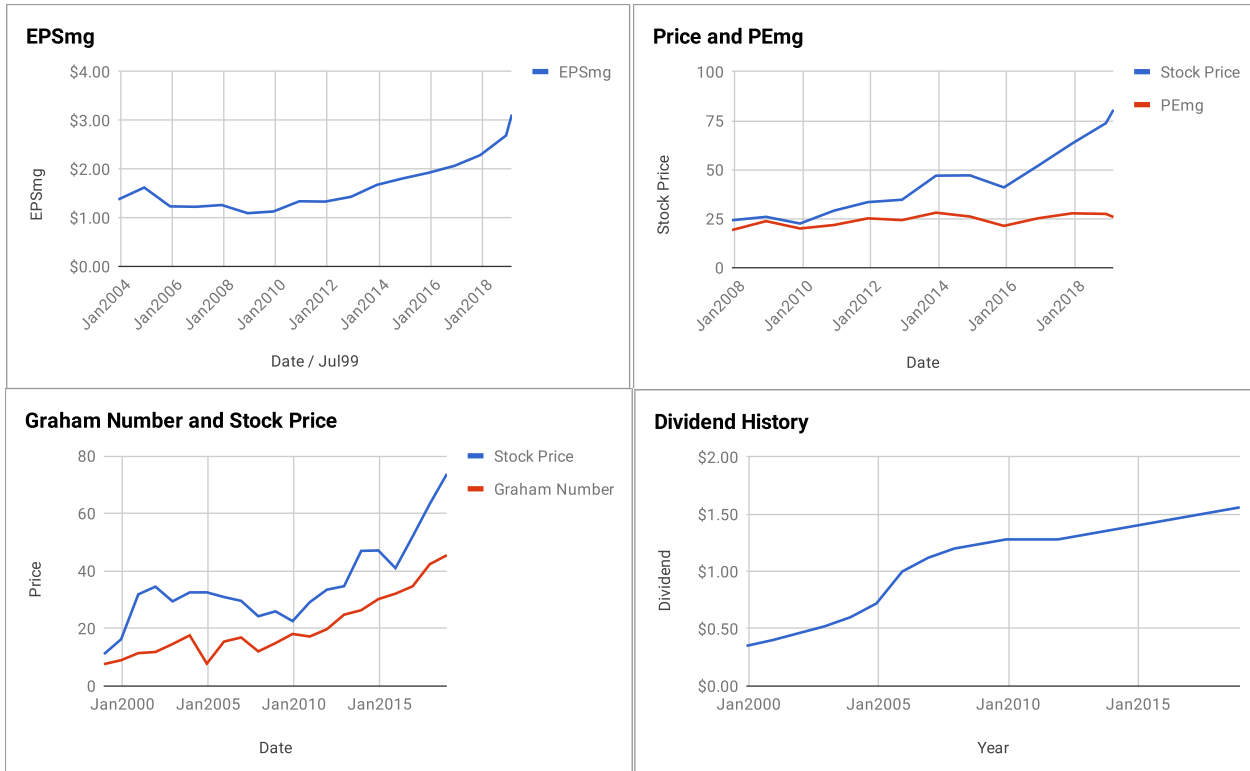 EPSmg
$4.00
$3.00
$2.00
$1.00
$0.00
EPSmg
Jan2004
Jan2006
Jan2008
Jan2010
Jan2012
Jan2014
Jan2016
Jan2018
Date / Jul99
EPSmg
Price and PEmg
100
75
50
25
0
Stock Price
Jan2008
Jan2010
Jan2012
Jan2014
Jan2016
Jan2018
Date
Stock Price
PEmg
Graham Number and Stock Price
80
60
40
20
0
Price
Jan2000 Jan2005 Jan2010 Jan2015
Date
Stock Price
Graham Number
Dividend History
$2.00
$1.50
$1.00
$0.50
$0.00
Dividend
Jan2000 Jan2005 Jan2010 Jan2015
Year